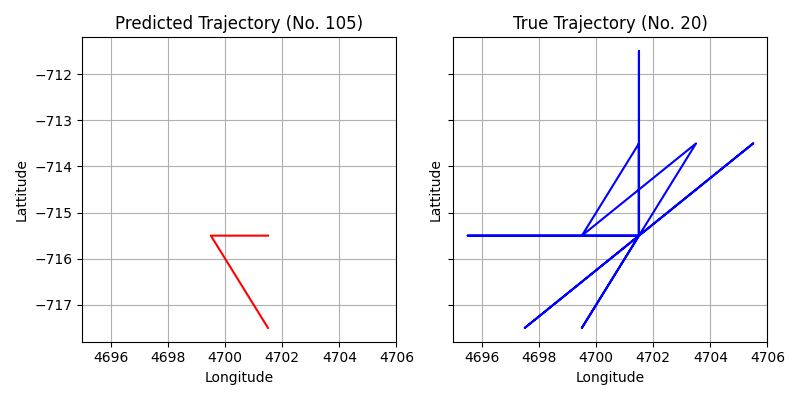 Predicted Trajectory (No. 105)
True Trajectory (No. 20)
Lattitude
−712
−713
−714
−715
−716
−717
4696 4698 4700 4702 4704 4706
Longitude
Lattitude
4696 4698 4700 4702 4704 4706
Longitude